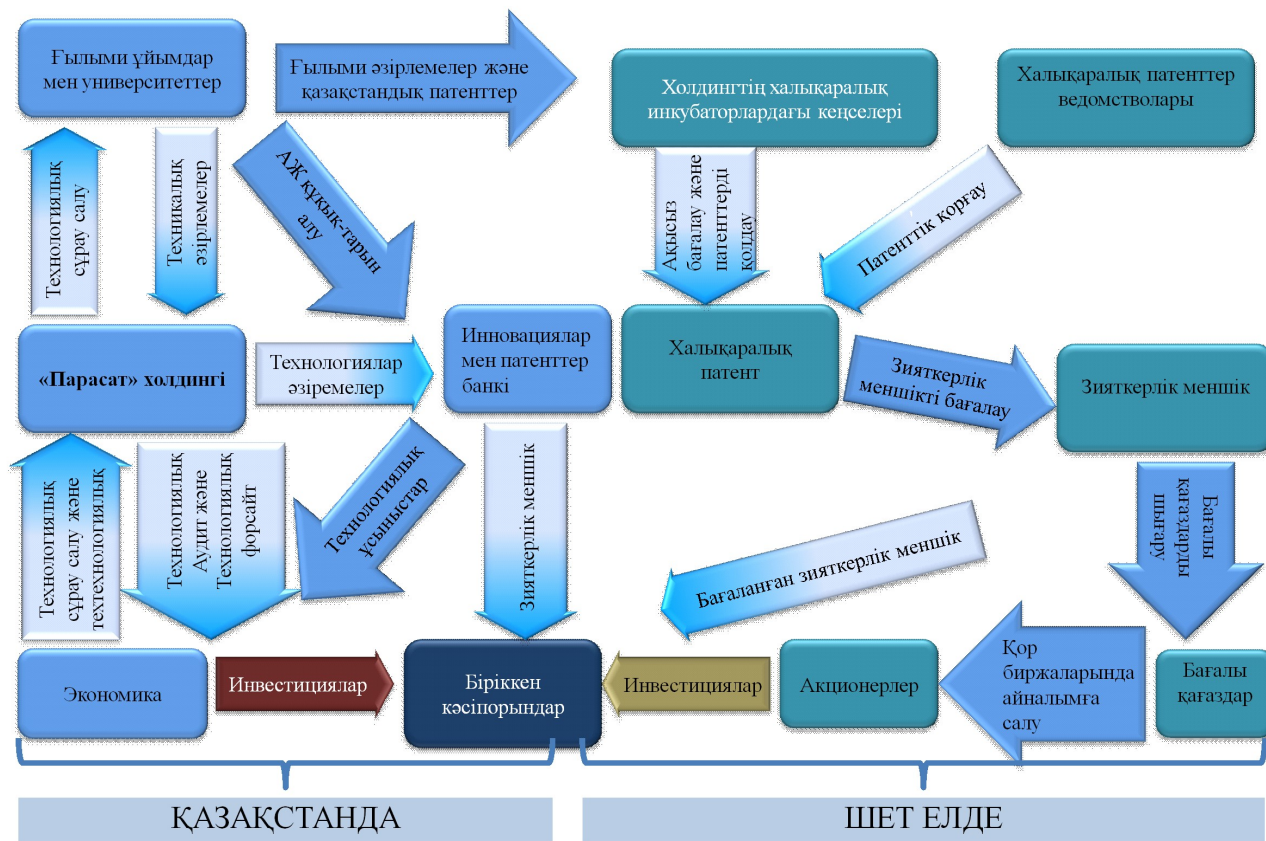 Ғылыми ұйымдар
мен университеттер
Ғылыми әзірлемелер және
қазақстандық патенттер
Холдингтің халықаралық
инкубаторлардағы кеңселері
Халықаралық патенттер
ведомстволары
Технологиялық
сұрау салу
Техникалық
әзірлемелер
АЖ құқық-тарын
алу
Ақысыз
бағалау және
патенттерді
қолдау
Патенттік қорғау
«Парасат» холдингі
Технологиялар
әзіремелер
Инновациялар
мен патенттер
банкі
Халықаралық
патент
Зияткерлік
меншікті бағалау
Зияткерлік меншік
Технологиялық
сұрау салу және
техтехнологиялық
Технологиялық
Аудит және
Технологиялық
форсайт
Технологиялық
ұсыныстар
Зияткерлік меншік
Бағаланған зияткерлік меншік
Бағалы
қағаздарды
шығару
Экономика
Инвестициялар
Біріккен
кәсіпорындар
Инвестициялар
Акционерлер
Қор
биржаларында
айналымға
салу
Бағалы
қағаздар
ҚАЗАҚСТАНДА
ШЕТ ЕЛДЕ